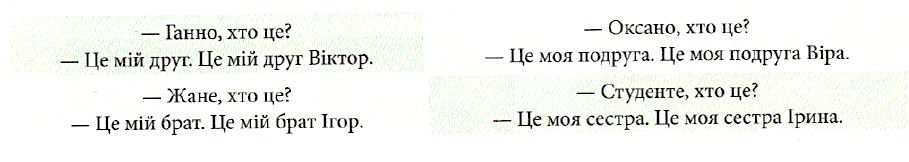 — Ганно, хто це?
— Це мій друг. Це мій друг Віктор.
— Жане, хто це?
— Це мій брат. Це мій брат Ігор.
— Оксано, хто це?
— Це моя подруга. Це моя подруга Віра.
— Студенте, хто це?
— Це моя сестра. Це моя сестра Ірина.